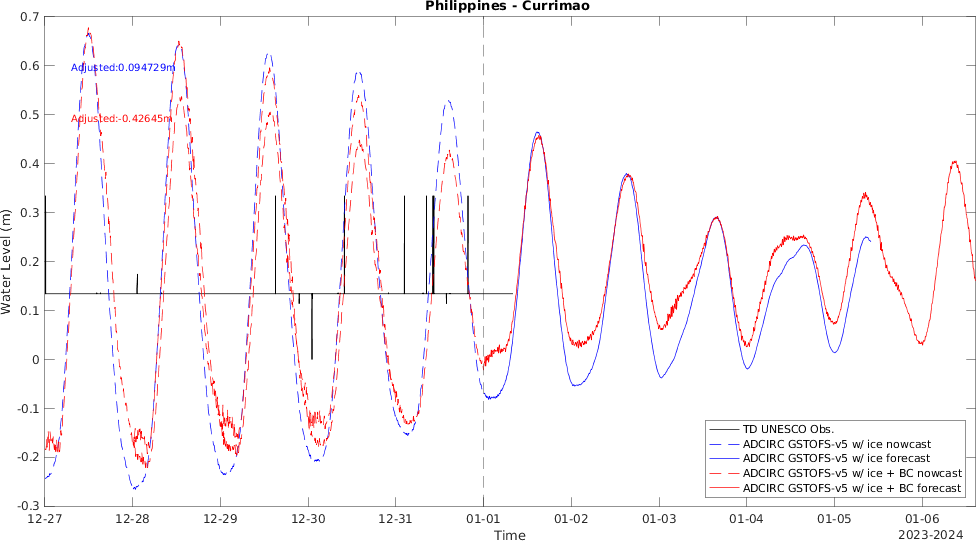 Philippines - Currimao
0.7
0.6
0.5
0.4
0.3
0.2
0.1
0
-0.1
-0.2
-0.3
Water Level (m)
Adjusted:0.094729m
Adjusted:-0.42645m
TD UNESCO Obs.
ADCIRC GSTOFS-v5 w/ ice nowcast
ADCIRC GSTOFS-v5 w/ ice forecast
ADCIRC GSTOFS-v5 w/ ice + BC nowcast
ADCIRC GSTOFS-v5 w/ ice + BC forecast
12-27 12-28 12-29 12-30 12-31 01-01 01-02 01-03 01-04 01-05 01-06
Time
2023-2024